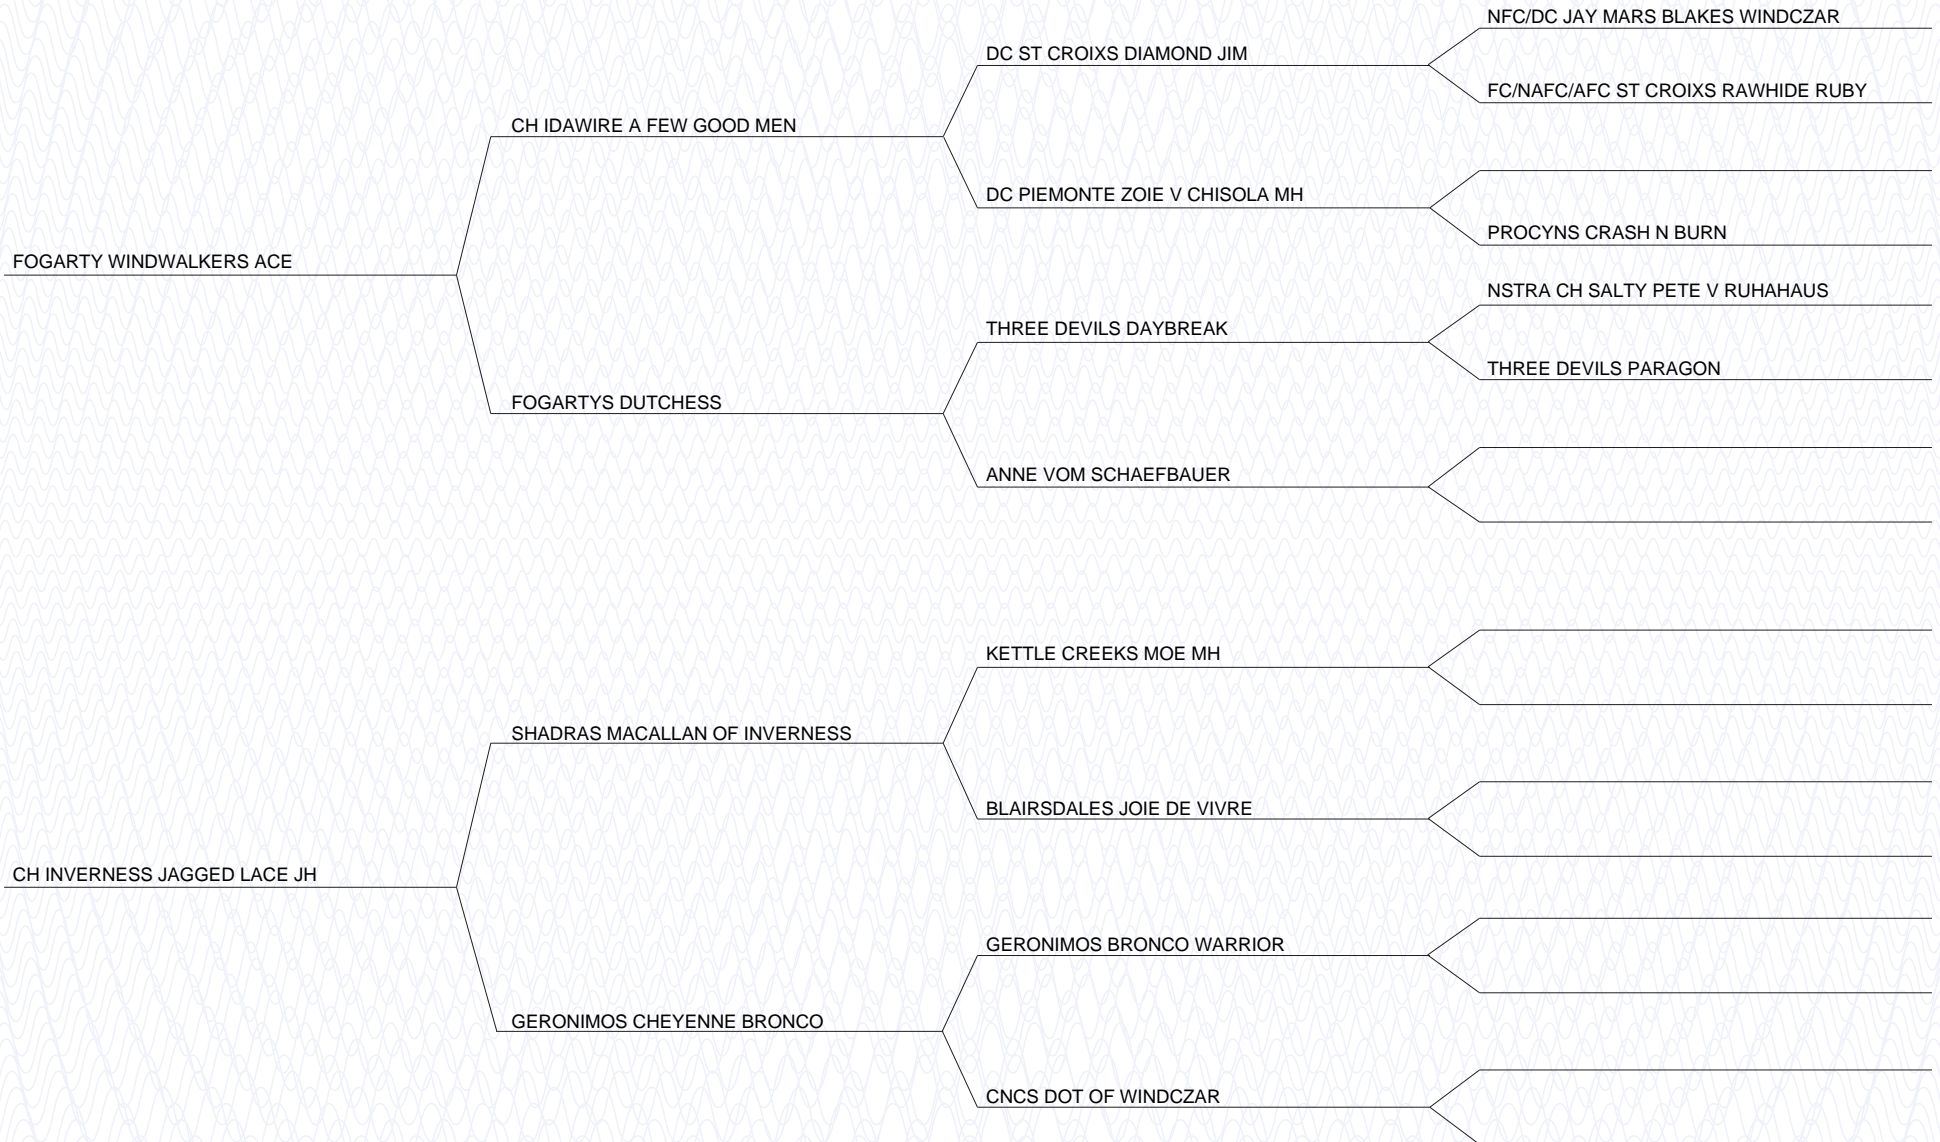 NFC/DC JAY MARS BLAKES WINDCZAR
DC ST CROIXS DIAMOND JIM
FC/NAFC/AFC ST CROIXS RAWHIDE RUBY
CH IDAWIRE A FEW GOOD MEN
DC PIEMONTE ZOIE V CHISOLA MH
PROCYNS CRASH N BURN
FOGARTY WINDWALKERS ACE
NSTRA CH SALTY PETE V RUHAHAUS
THREE DEVILS DAYBREAK
THREE DEVILS PARAGON
FOGARTYS DUTCHESS
ANNE VOM SCHAEFBAUER
KETTLE CREEKS MOE MH
SHADRAS MACALLAN OF INVERNESS
BLAIRSDALES JOIE DE VIVRE
CH INVERNESS JAGGED LACE JH
GERONIMOS BRONCO WARRIOR
GERONIMOS CHEYENNE BRONCO
CNCS DOT OF WINDCZAR